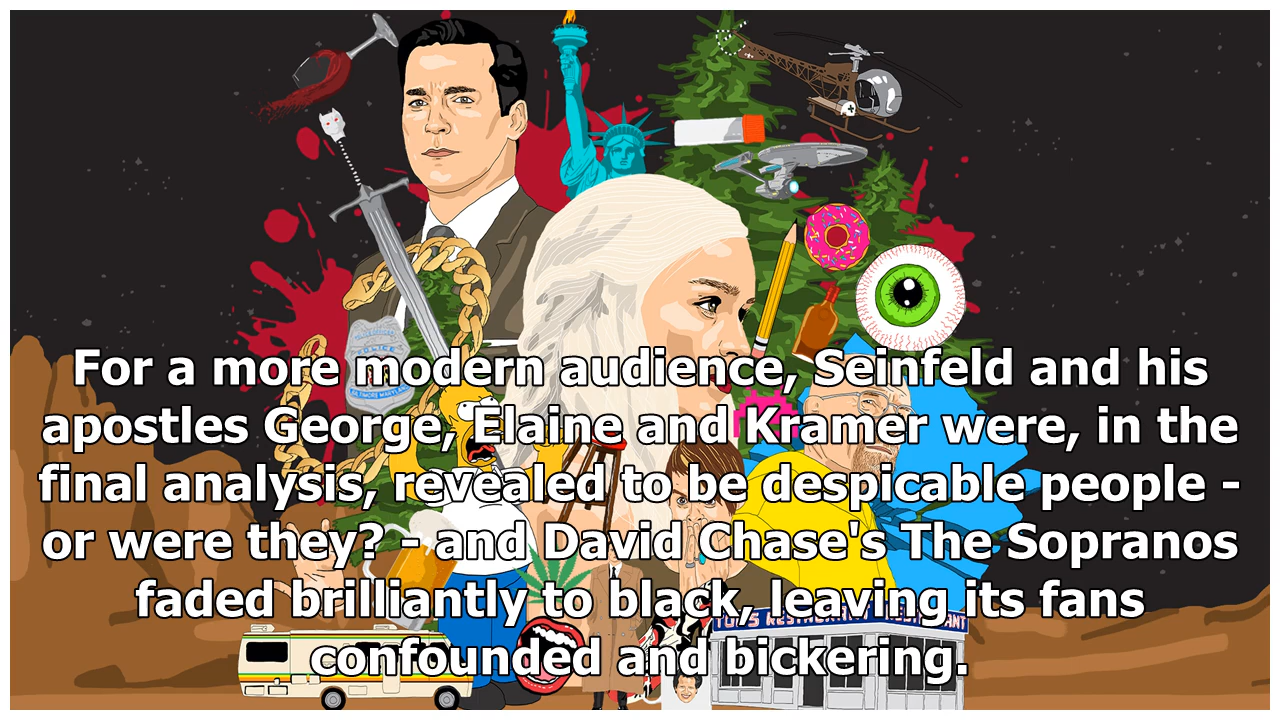 For a more modern audience, Seinfeld and his
apostles George, Elaine and Kramer were, in the
final analysis, revealed to be despicable people -
or were they? - and David Chase's The Sopranos
faded brilliantly to black, leaving its fans
confounded and bickering.
POLICE